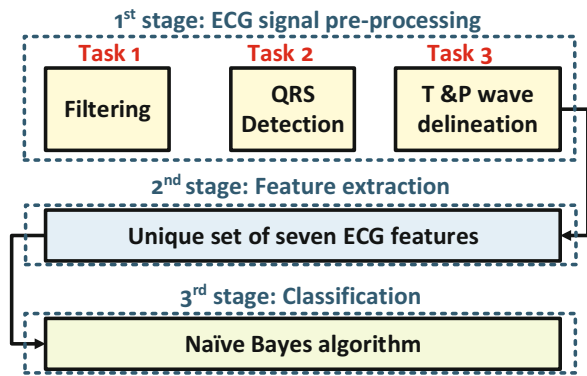 1st stage: ECG signal pre-processing
Task 1 Task 2 Task 3
Filtering
QRS
Detection
T &P wave
delineation
2nd stage: Feature extraction
Unique set of seven ECG features
3rd stage: Classification
Naïve Bayes algorithm